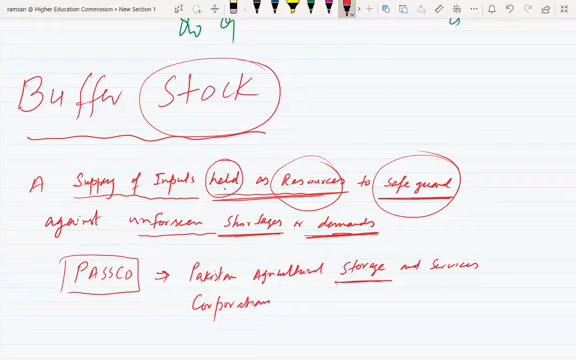 ramzan @ Higher Education Commission » New Section 1
Buffer Stock
A Supply of Inputs held as Resources to Safe guard
against unforseen Shortages or demands
PASSCO ⇒ Pakistan Agricultural Storage and Services
Corporation